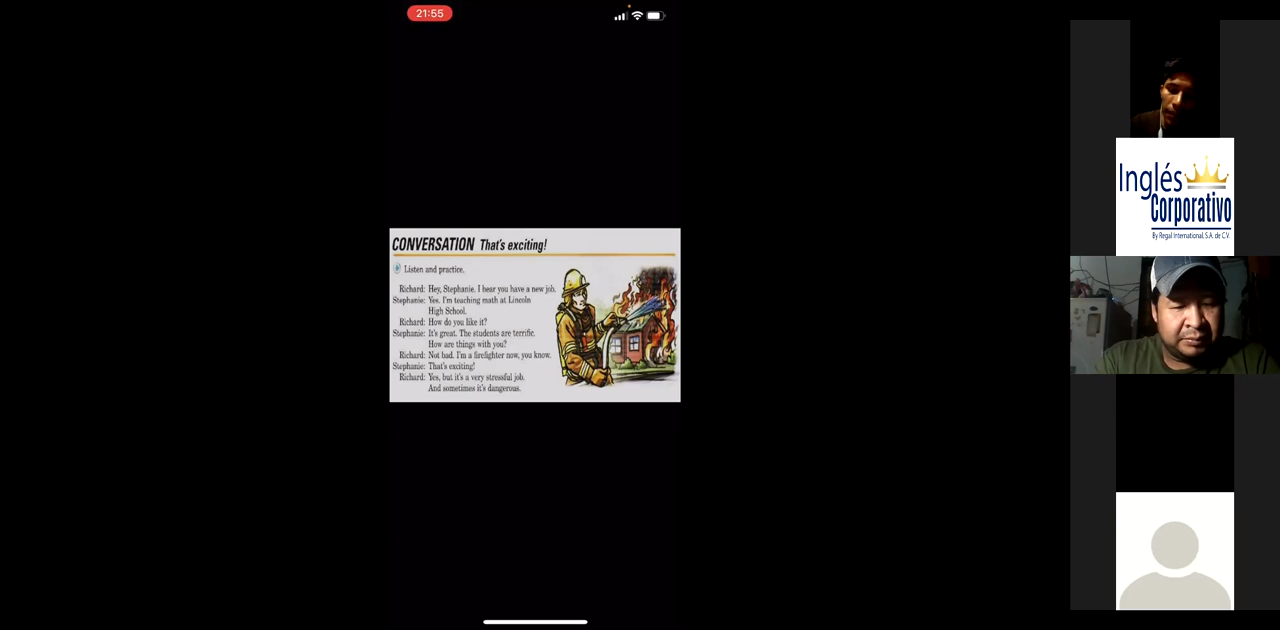 21:55
CONVERSATION That's exciting!
Listen and practice.
Richard: Hey, Stephanie. I hear you have a new job.
Stephanie: Yes. I'm teaching math at Lincoln
High School.
Richard: How do you like it?
Stephanie: It's great. The students are terrific.
How are things with you?
Richard: Not bad. I'm a firefighter now, you know.
Stephanie: That's exciting!
Richard: Yes, but it's a very stressful job.
And sometimes it's dangerous.
Inglés
Corporativo
By Regal International, S.A. de C.V.